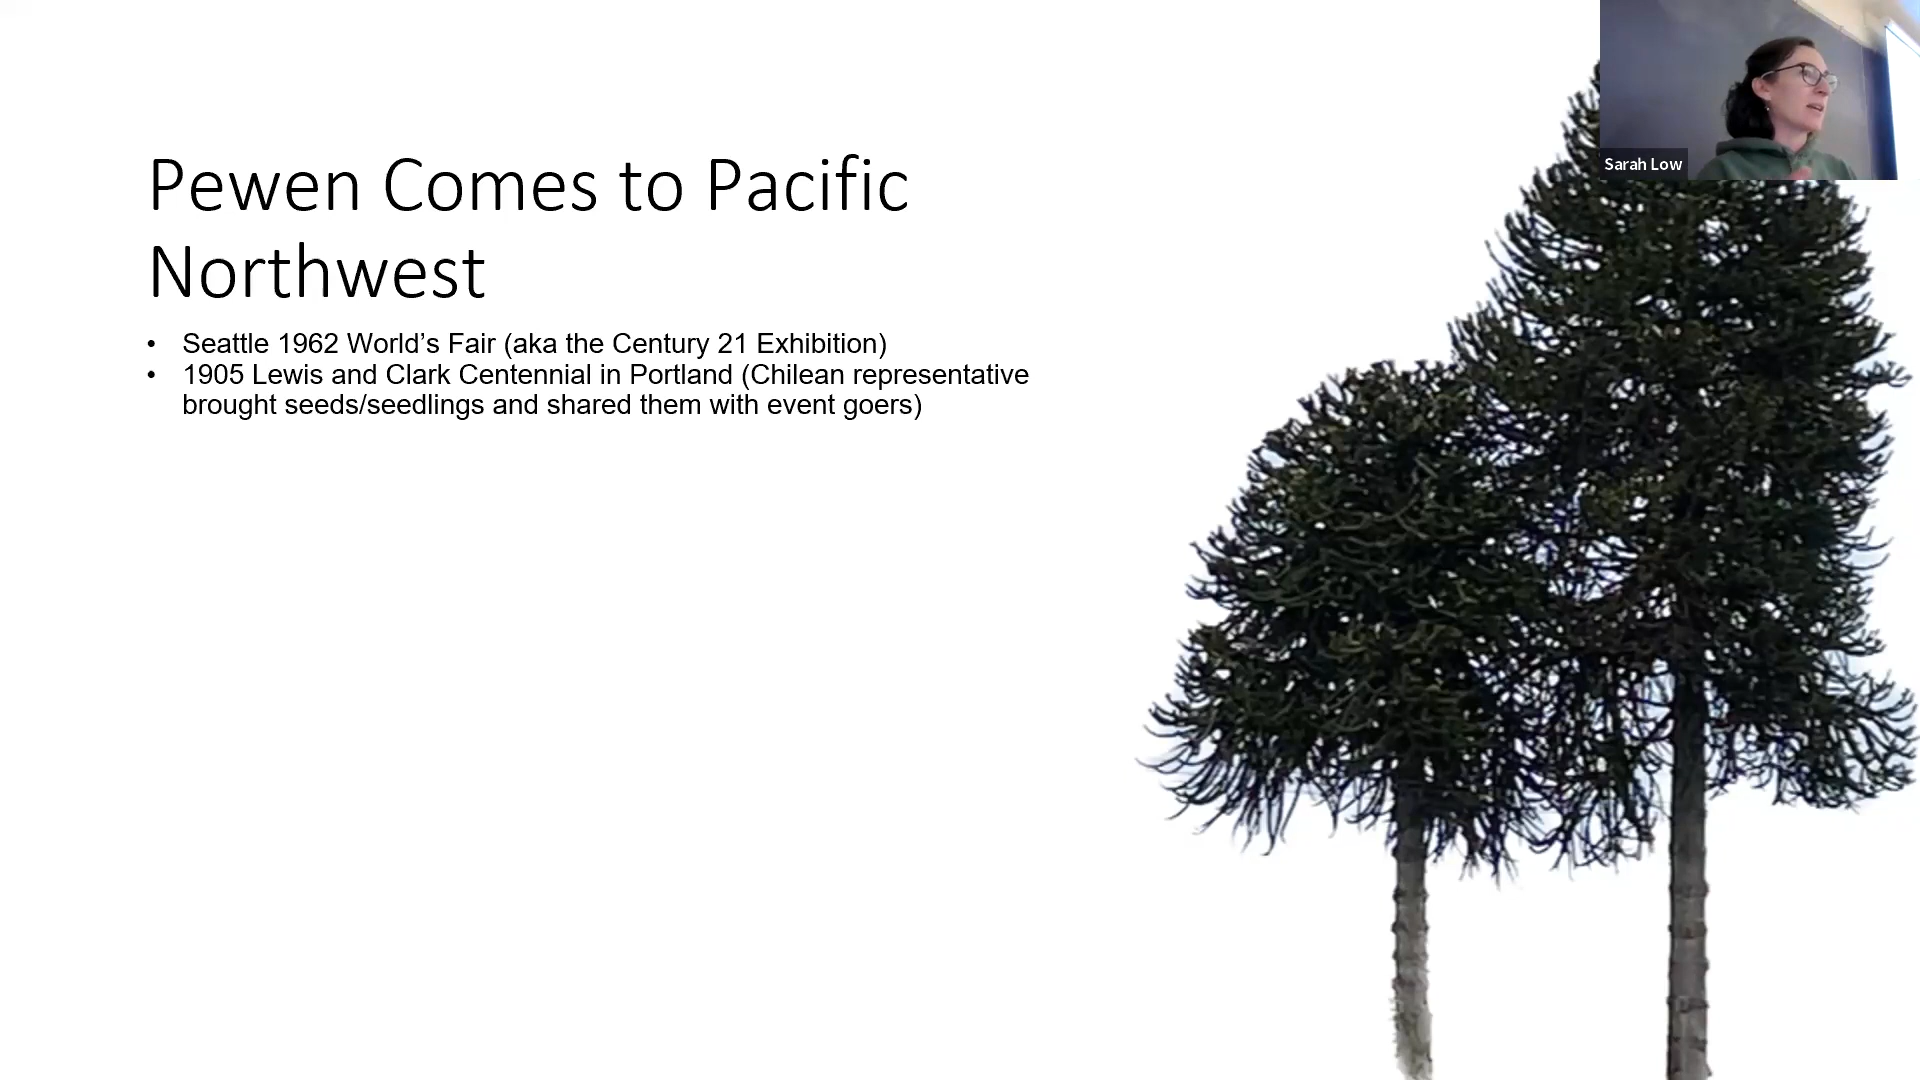 Pewen Comes to Pacific
Northwest
• Seattle 1962 World’s Fair (aka the Century 21 Exhibition)
• 1905 Lewis and Clark Centennial in Portland (Chilean representative
brought seeds/seedlings and shared them with event goers)
Sarah Low